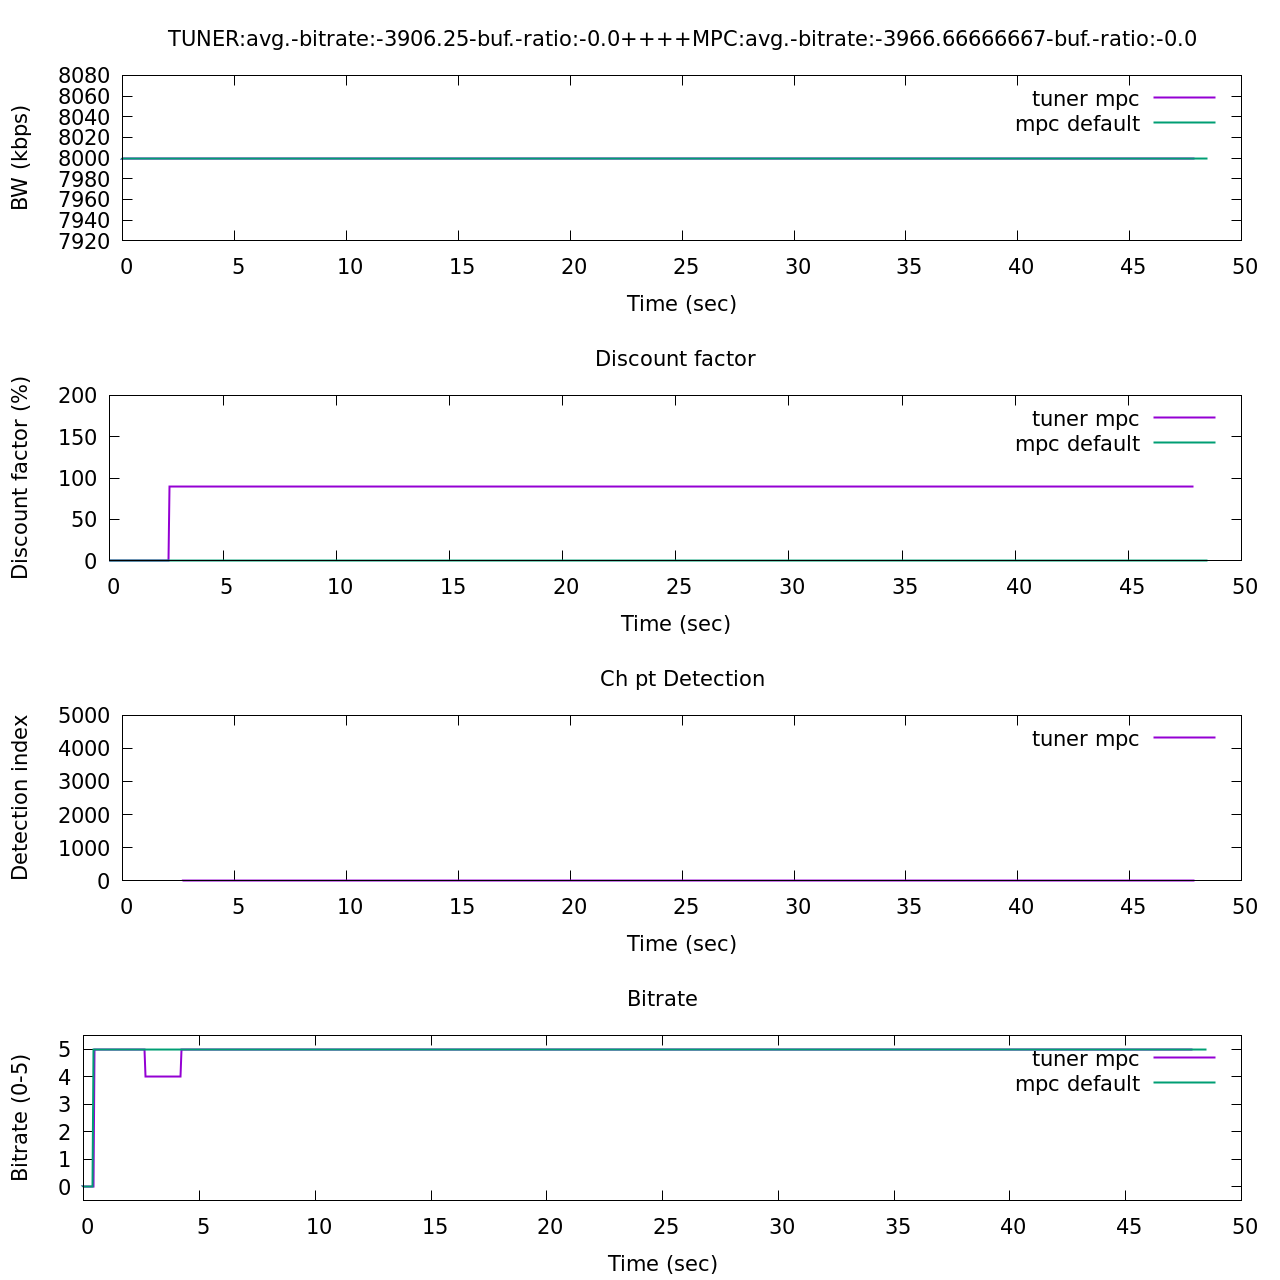 TUNER:avg.-bitrate:-3906.25-buf.-ratio:-0.0++++MPC:avg.-bitrate:-3966.66666667-buf.-ratio:-0.0
BW (kbps)
8080
8060
8040
8020
8000
7980
7960
7940
7920
tuner mpc
mpc default
0 5 10 15 20 25 30 35 40 45 50
Time (sec)
Discount factor
Discount factor (%)
200
150
100
50
0
tuner mpc
mpc default
0 5 10 15 20 25 30 35 40 45 50
Time (sec)
Ch pt Detection
Detection index
5000
4000
3000
2000
1000
0
tuner mpc
0 5 10 15 20 25 30 35 40 45 50
Time (sec)
Bitrate
Bitrate (0-5)
5
4
3
2
1
0
tuner mpc
mpc default
0 5 10 15 20 25 30 35 40 45 50
Time (sec)